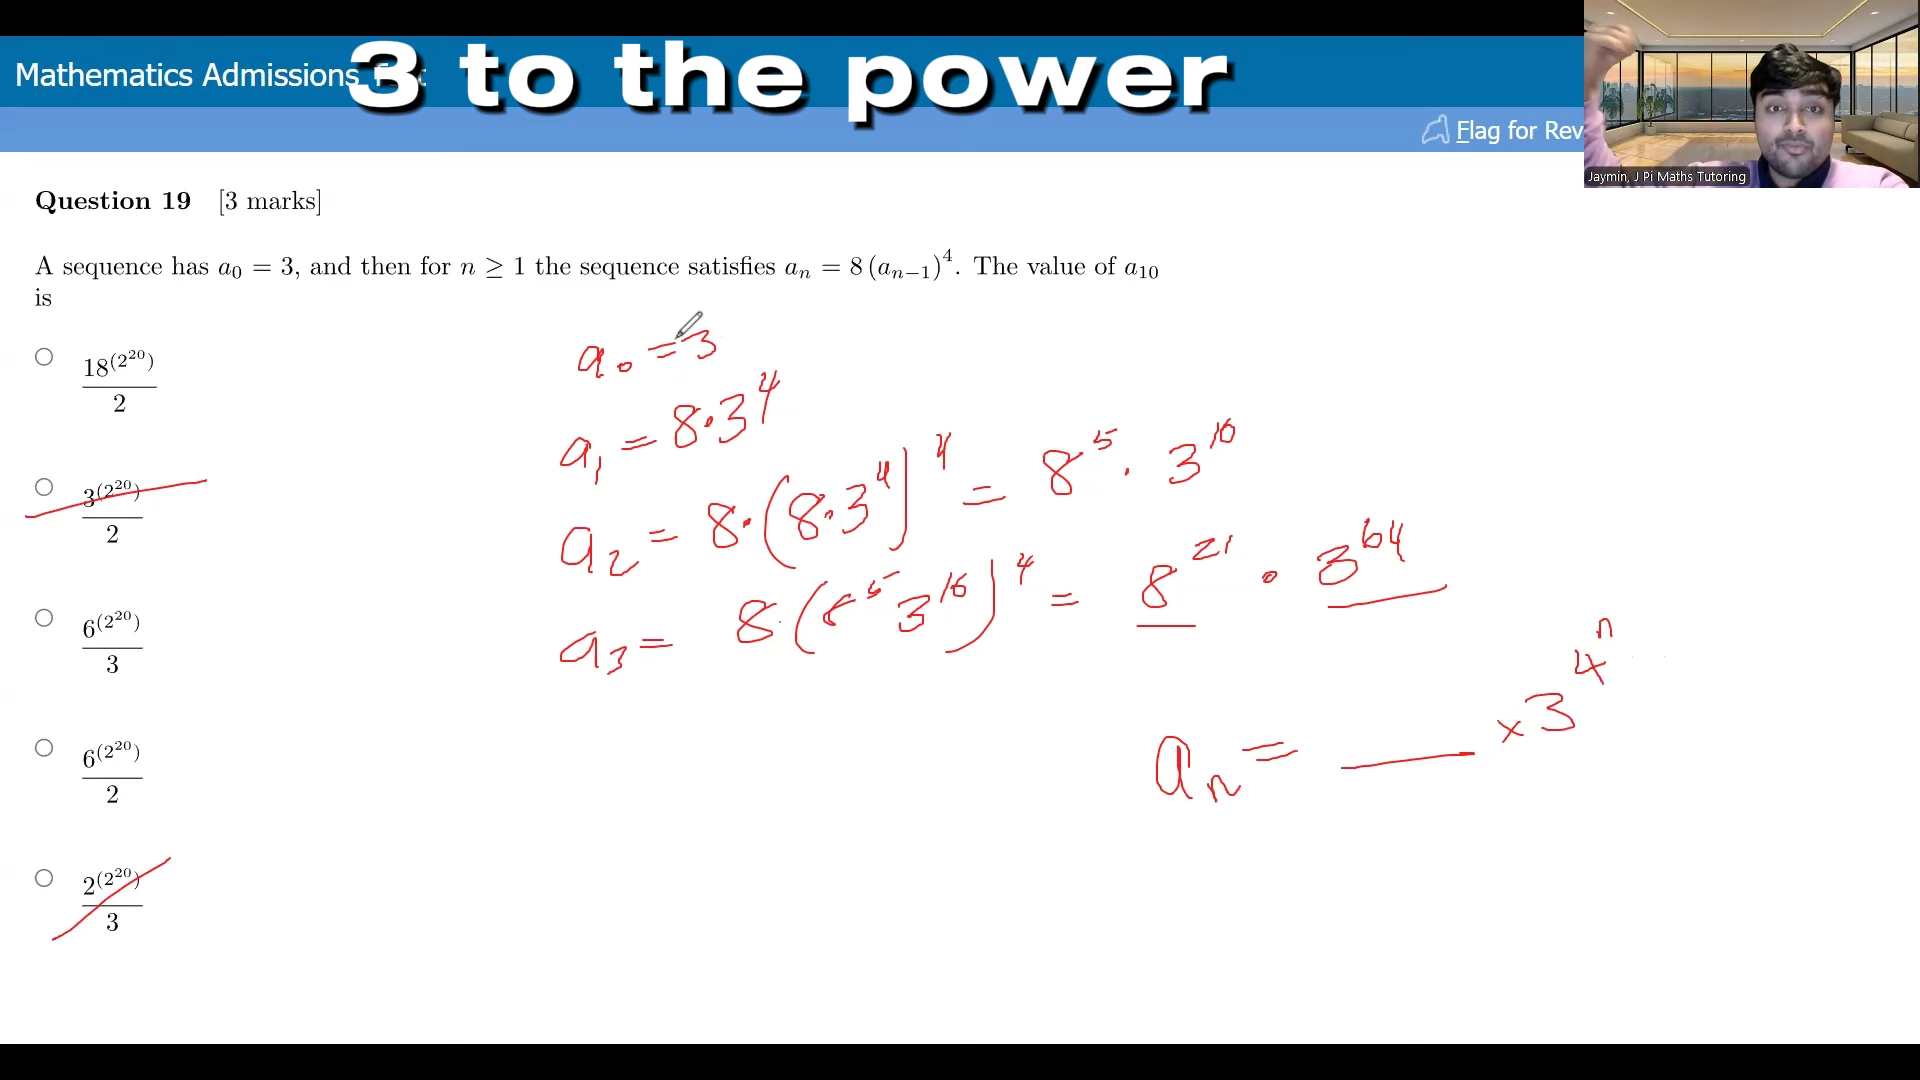 Mathematics Admissions
3 to the power
Flag for Rev
Jaymin, J Pi Maths Tutoring
Question 19 [3 marks]
A sequence has a₀ = 3, and then for n ≥ 1 the sequence satisfies aₙ = 8 (aₙ₋₁)⁴. The value of a₁₀
is
18^(2^20)/2
3^(2^20)/2
6^(2^20)/3
6^(2^20)/2
2^(2^20)/3
a₀ = 3
a₁ = 8·3⁴
a₂ = 8·(8·3⁴)⁴ = 8⁵ · 3¹⁶
a₃ = 8·(8⁵ 3¹⁶)⁴ = 8²¹ · 3⁶⁴
aₙ = ___ × 3^4^n